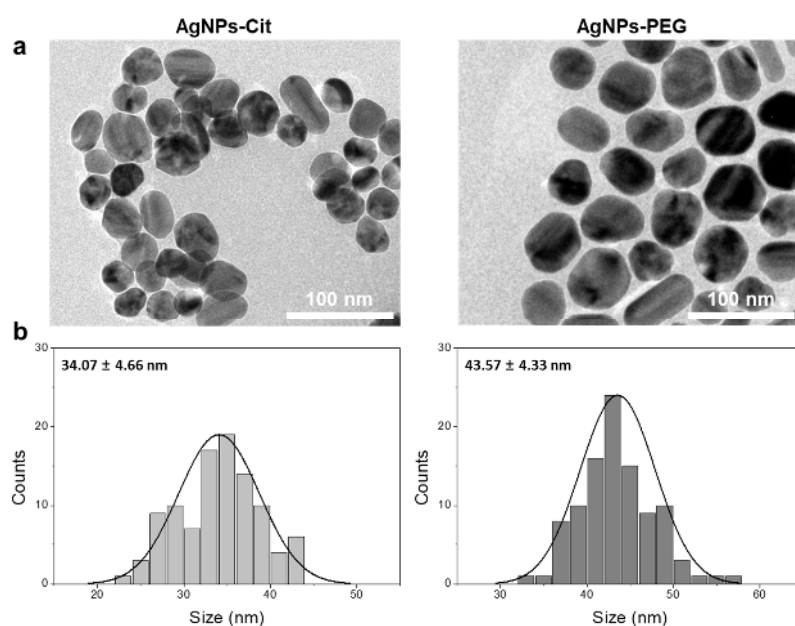 AgNPs-Cit
AgNPs-PEG
a
100 nm
100 nm
b
34.07 ± 4.66 nm
30
20
10
0
Counts
20
30
40
50
Size (nm)
43.57 ± 4.33 nm
30
20
10
0
Counts
30
40
50
60
Size (nm)